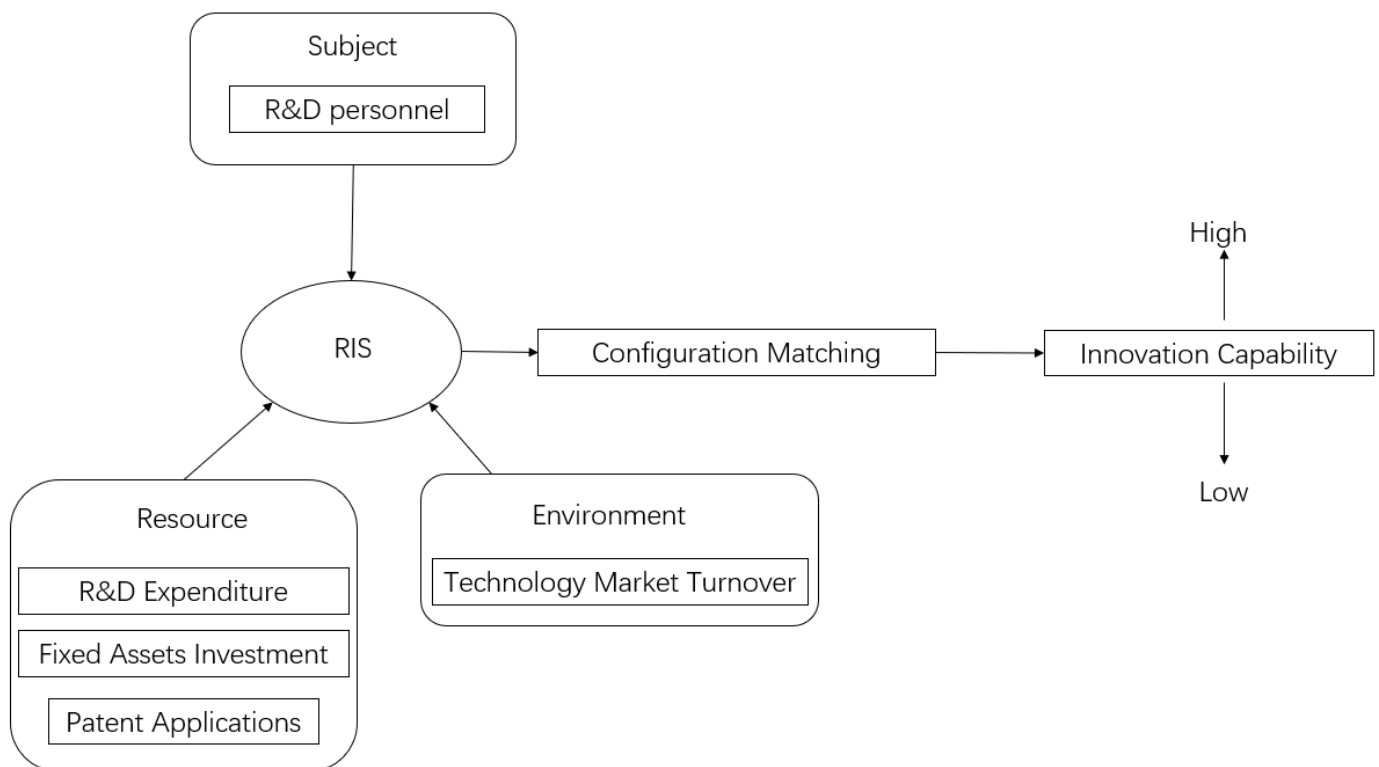 Subject
R&D personnel
High
RIS
Configuration Matching
Innovation Capability
Low
Resource
R&D Expenditure
Fixed Assets Investment
Patent Applications
Environment
Technology Market Turnover